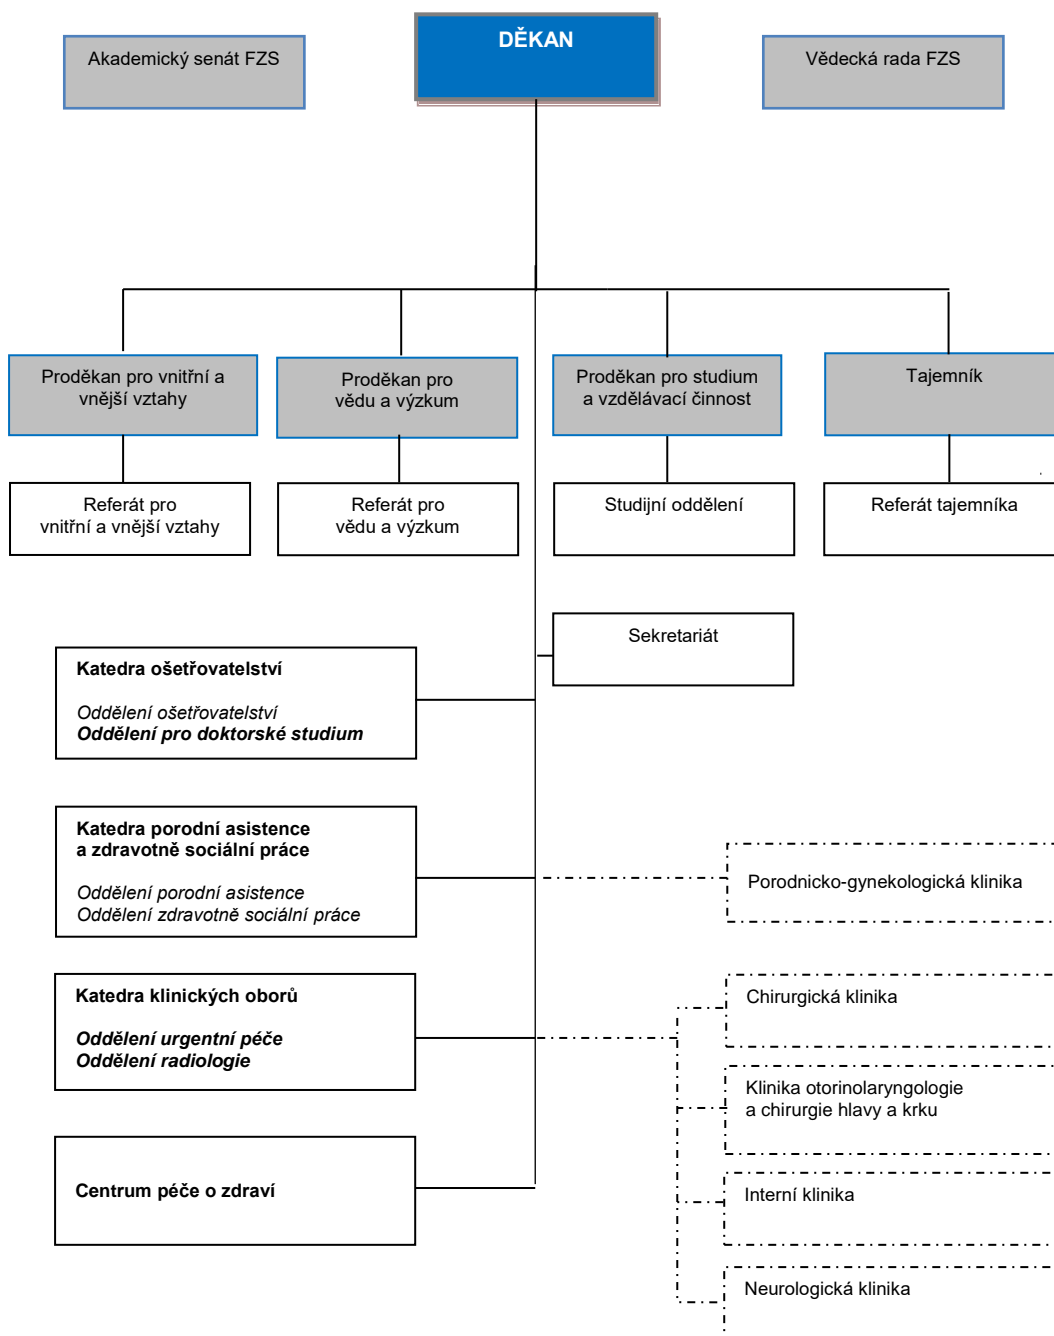 Akademický senát FZS
DĚKAN
Vědecká rada FZS
Proděkan pro vnitřní a
vnější vztahy
Proděkan pro
vědu a výzkum
Proděkan pro studium
a vzdělávací činnost
Tajemník
Referát pro
vnitřní a vnější vztahy
Referát pro
vědu a výzkum
Studijní oddělení
Referát tajemníka
Sekretariát
Katedra ošetřovatelství
Oddělení ošetřovatelství
Oddělení pro doktorské studium
Katedra porodní asistence
a zdravotně sociální práce
Oddělení porodní asistence
Oddělení zdravotně sociální práce
Porodnicko-gynekologická klinika
Katedra klinických oborů
Oddělení urgentní péče
Oddělení radiologie
Chirurgická klinika
Klinika otorinolaryngologie
a chirurgie hlavy a krku
Centrum péče o zdraví
Interní klinika
Neurologická klinika